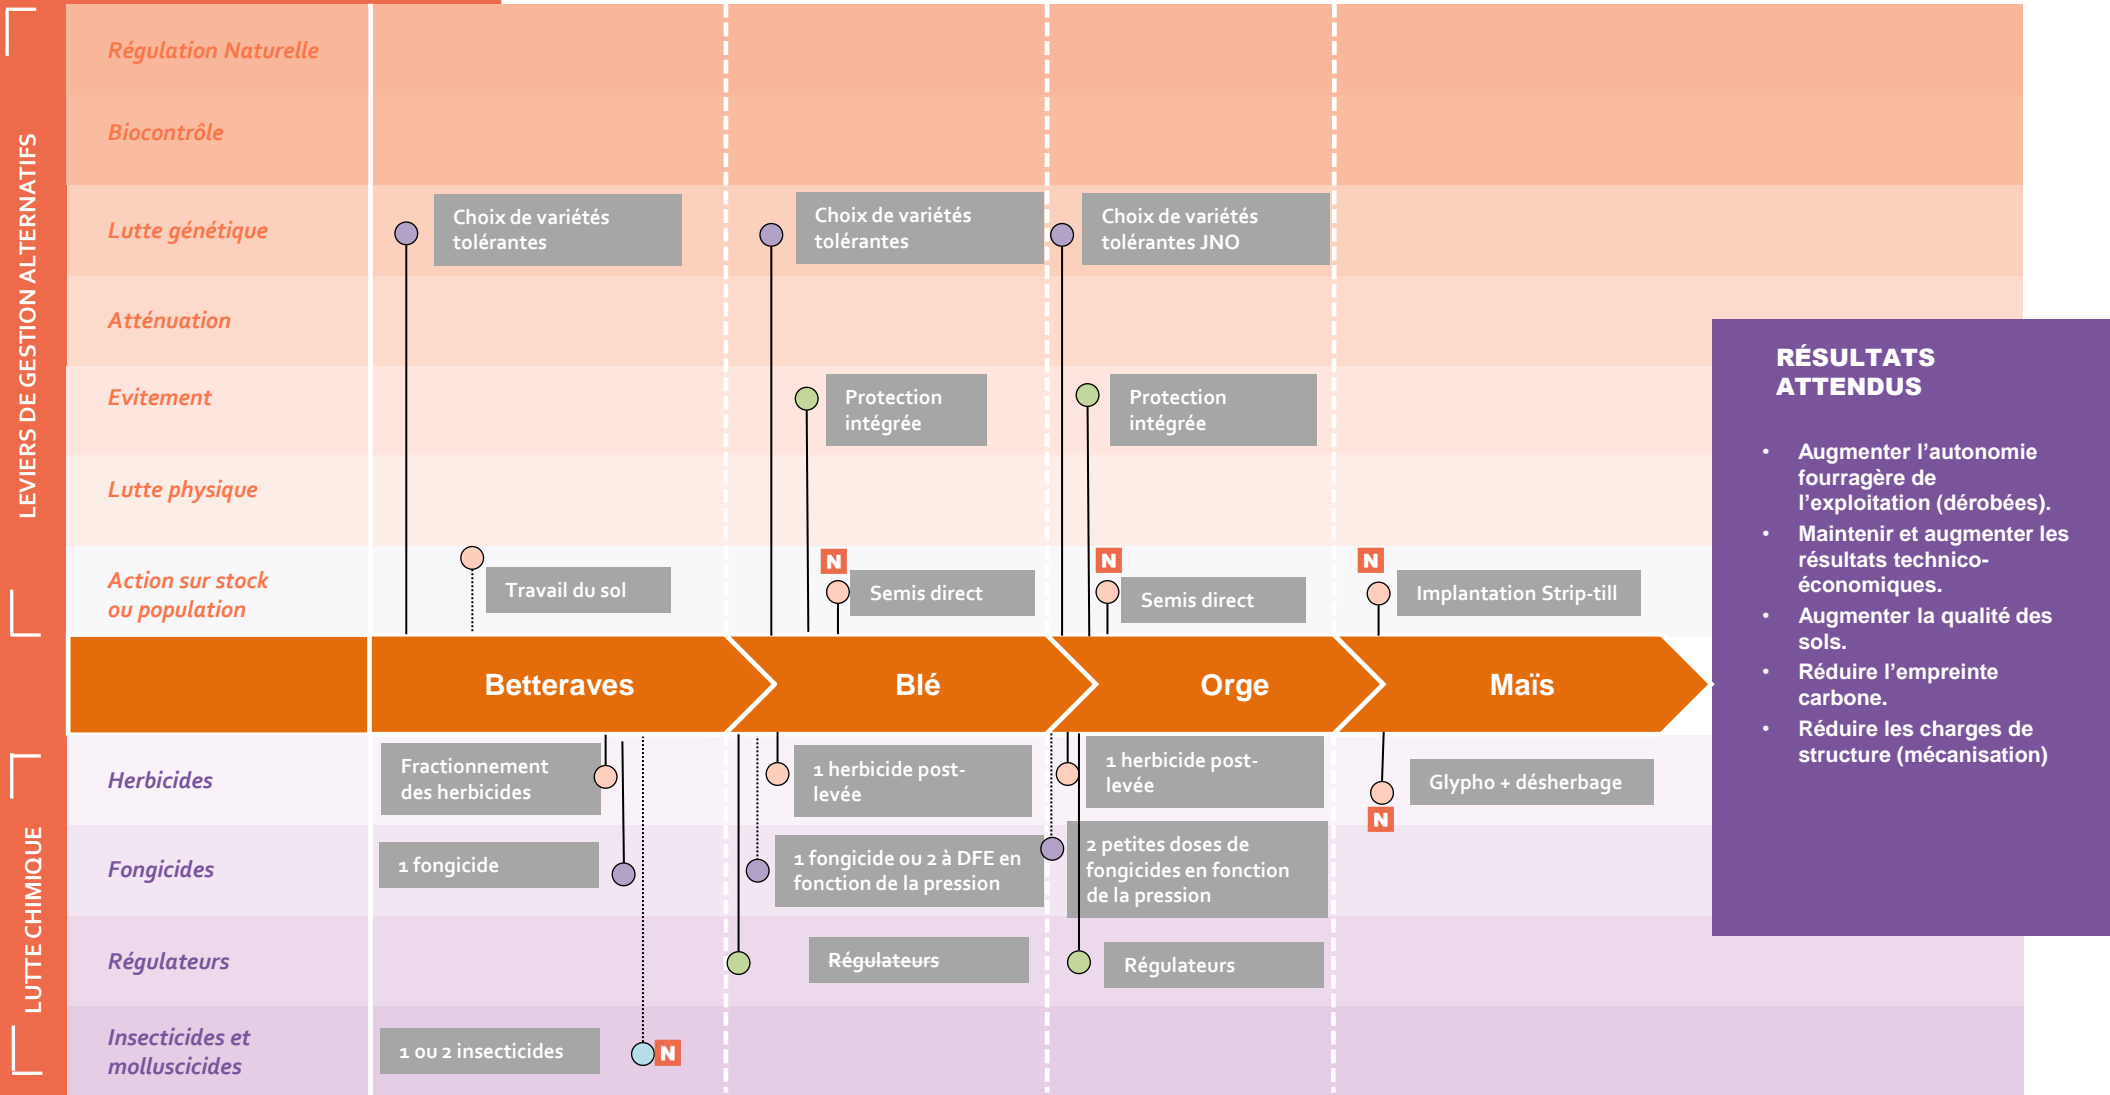 LEVIERS DE GESTION ALTERNATIFS
Régulation Naturelle
Biocontrôle
Lutte génétique
Choix de variétés
tolérantes
Choix de variétés
tolérantes
Choix de variétés
tolérantes JNO
Atténuation
Evitement
Protection
intégrée
Protection
intégrée
Lutte physique
Action sur stock
ou population
Travail du sol
N
Semis direct
N
Semis direct
N
Implantation Strip-till
Betteraves
Blé
Orge
Maïs
LUTTE CHIMIQUE
Herbicides
Fractionnement
des herbicides
1 herbicide post-
levée
1 herbicide post-
levée
Glypho + désherbage
N
Fongicides
1 fongicide
1 fongicide ou 2 à DFE en
fonction de la pression
2 petites doses de
fongicides en fonction
de la pression
Régulateurs
Régulateurs
Régulateurs
Insecticides et
molluscicides
1 ou 2 insecticides
N
RÉSULTATS
ATTENDUS
• Augmenter l’autonomie
fourragère de
l’exploitation (dérobées).
• Maintenir et augmenter les
résultats technico-
économiques.
• Augmenter la qualité des
sols.
• Réduire l’empreinte
carbone.
• Réduire les charges de
structure (mécanisation)